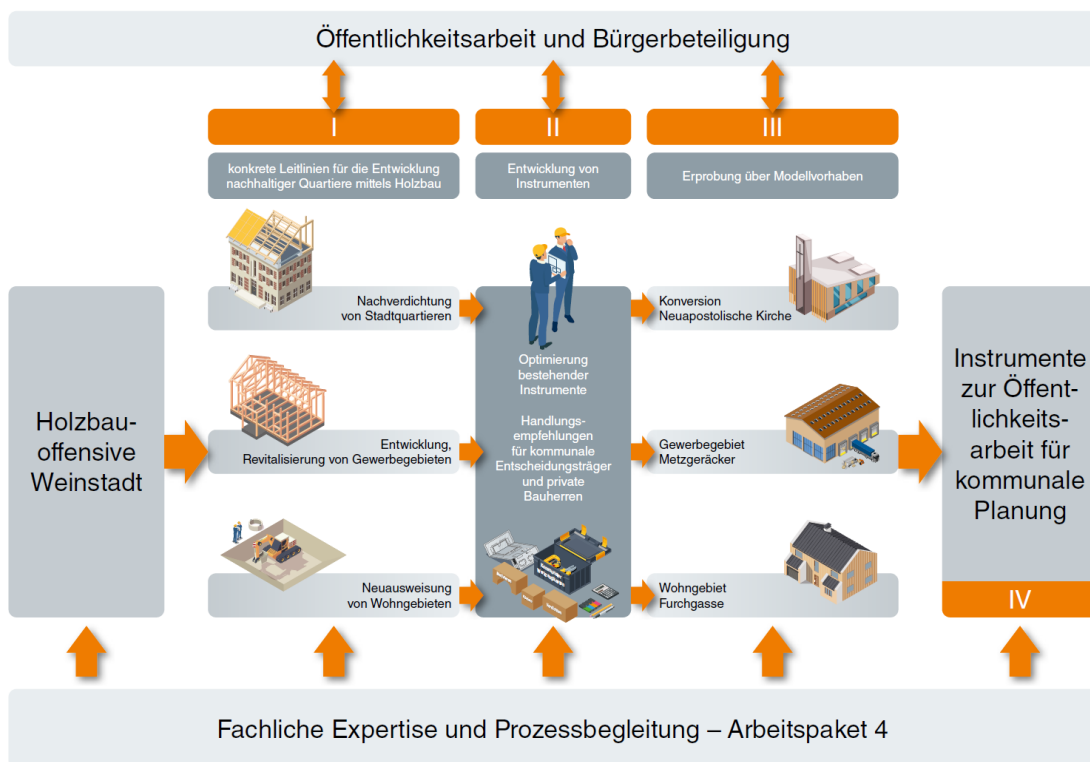 Öffentlichkeitsarbeit und Bürgerbeteiligung
I
II
III
konkrete Leitlinien für die Entwicklung
nachhaltiger Quartiere mittels Holzbau
Entwicklung von
Instrumenten
Erprobung über Modellvorhaben
Holzbau-
offensive
Weinstadt
Nachverdichtung
von Stadtquartieren
Entwicklung,
Revitalisierung von Gewerbegebieten
Neuausweisung
von Wohngebieten
Optimierung
bestehender
Instrumente
Handlungs-
empfehlungen
für kommunale
Entscheidungsträger
und private
Bauherren
Konversion
Neuapostolische Kirche
Gewerbegebiet
Metzgeräcker
Wohngebiet
Furchgasse
Instrumente
zur Öffent-
lichkeits-
arbeit für
kommunale
Planung
IV
Fachliche Expertise und Prozessbegleitung – Arbeitspaket 4